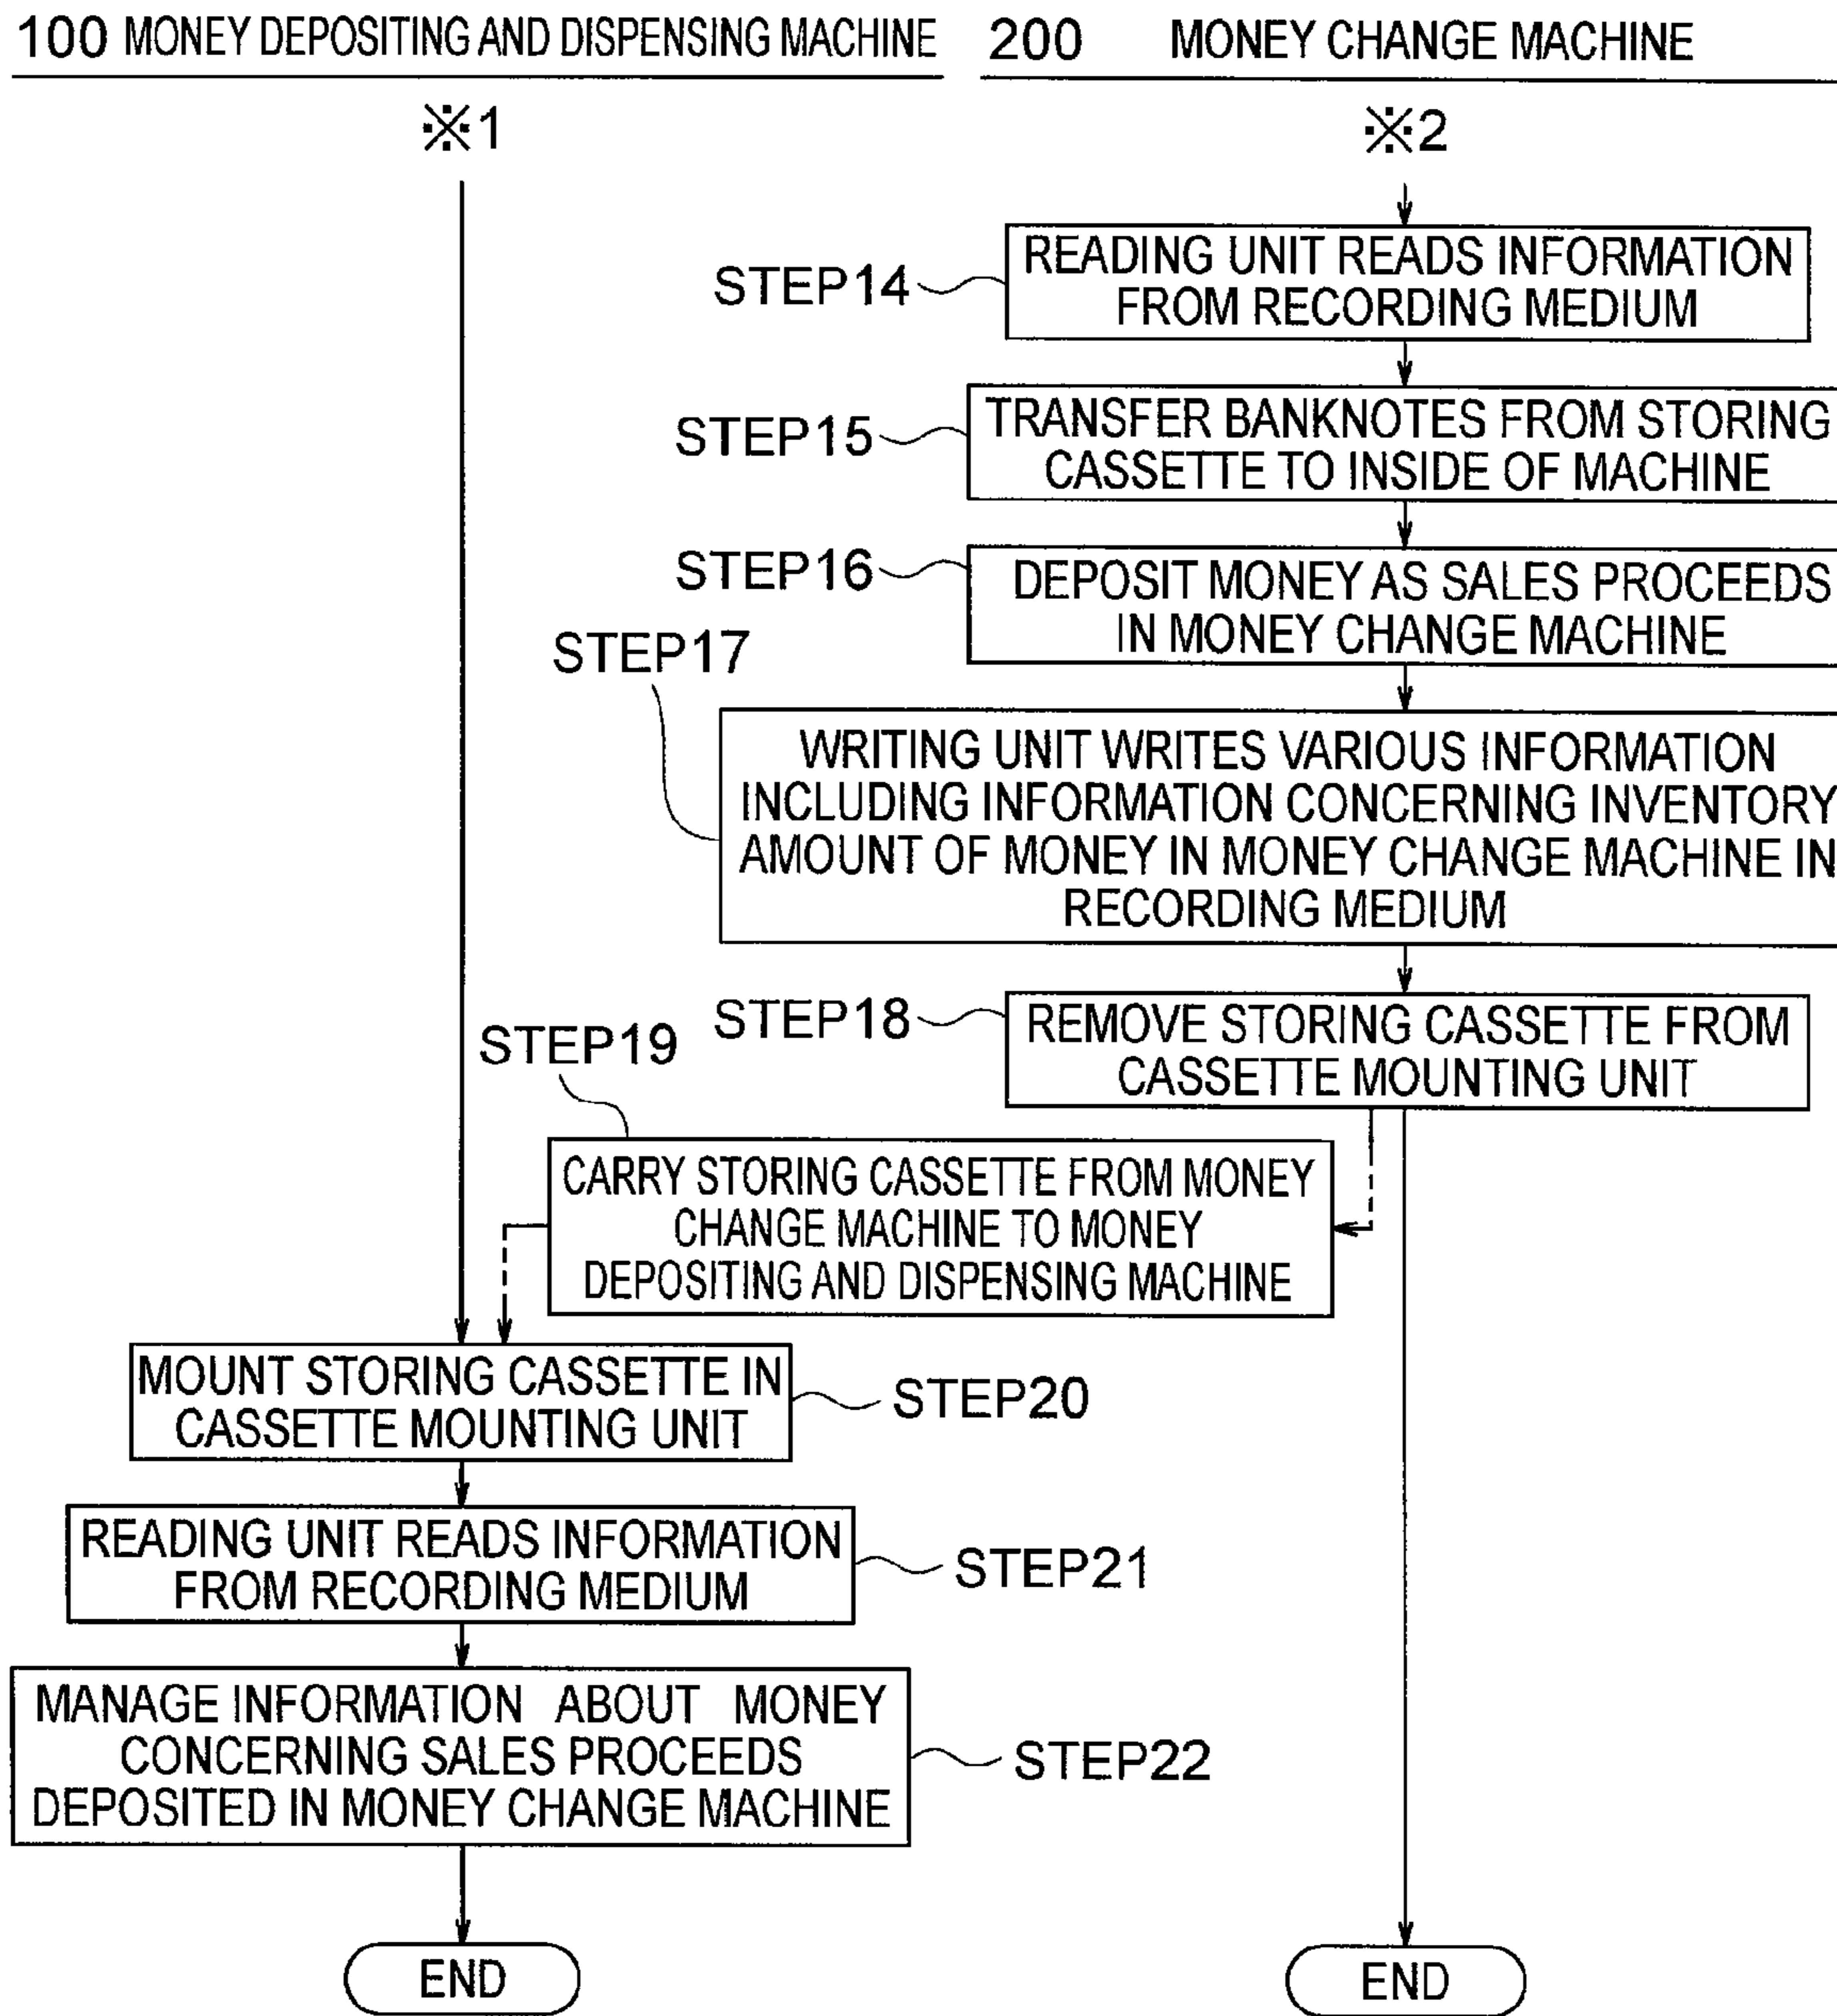 100 MONEY DEPOSITING AND DISPENSING MACHINE
200 MONEY CHANGE MACHINE
※1
※2
STEP14
READING UNIT READS INFORMATION
FROM RECORDING MEDIUM
STEP15
TRANSFER BANKNOTES FROM STORING
CASSETTE TO INSIDE OF MACHINE
STEP16
DEPOSIT MONEY AS SALES PROCEEDS
IN MONEY CHANGE MACHINE
STEP17
WRITING UNIT WRITES VARIOUS INFORMATION
INCLUDING INFORMATION CONCERNING INVENTORY
AMOUNT OF MONEY IN MONEY CHANGE MACHINE IN
RECORDING MEDIUM
STEP18
REMOVE STORING CASSETTE FROM
CASSETTE MOUNTING UNIT
STEP19
CARRY STORING CASSETTE FROM MONEY
CHANGE MACHINE TO MONEY
DEPOSITING AND DISPENSING MACHINE
MOUNT STORING CASSETTE IN
CASSETTE MOUNTING UNIT
STEP20
READING UNIT READS INFORMATION
FROM RECORDING MEDIUM
STEP21
MANAGE INFORMATION ABOUT MONEY
CONCERNING SALES PROCEEDS
DEPOSITED IN MONEY CHANGE MACHINE
STEP22
END
END